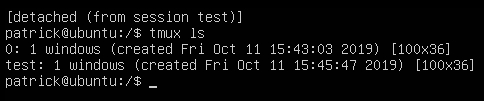 [detached (from session test)]
patrick@ubuntu:/$ tmux ls
0: 1 windows (created Fri Oct 11 15:43:03 2019) [100x36]
test: 1 windows (created Fri Oct 11 15:45:47 2019) [100x36]
patrick@ubuntu:/$ _